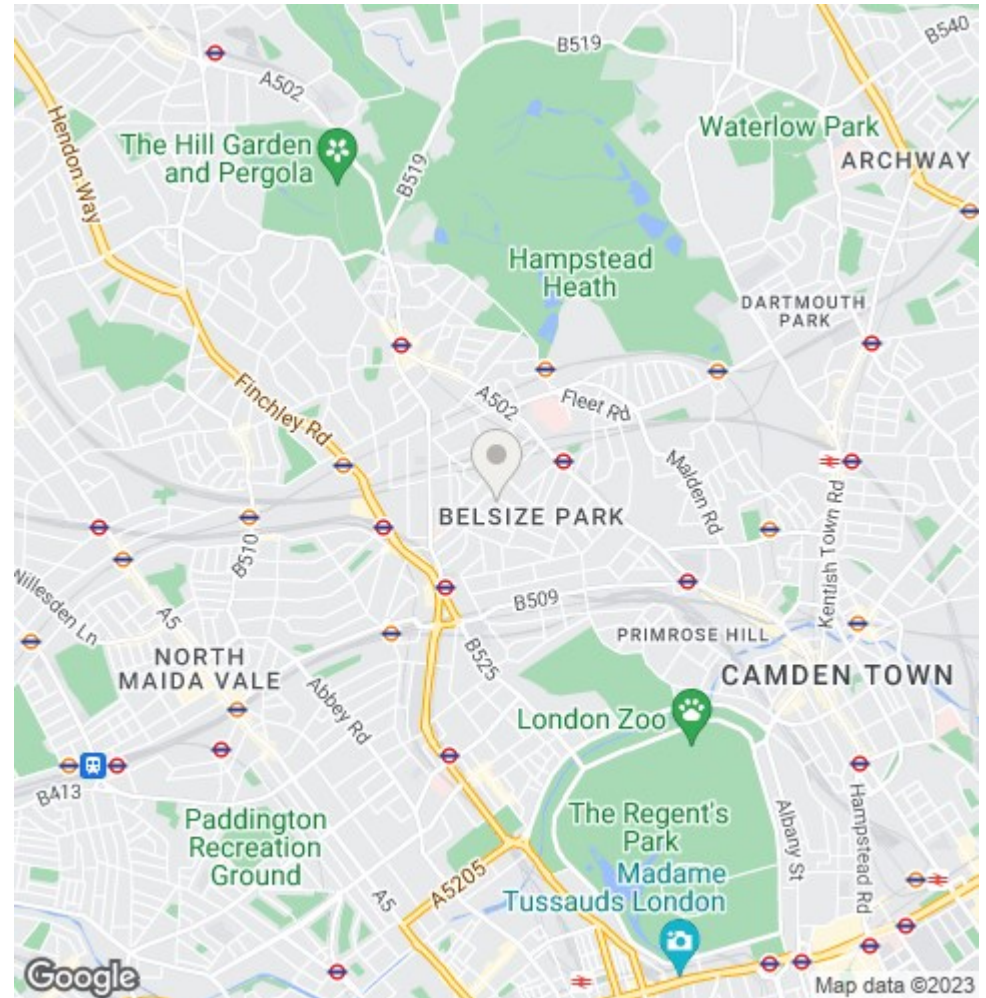 B519
B540
A502
Hendon Way
The Hill Garden
and Pergola
B519
Waterlow Park
ARCHWAY
Hampstead
Heath
DARTMOUTH
PARK
Finchley Rd
A502
Fleet Rd
Malden Rd
Kentish Town Rd
BELSIZE PARK
B510
Willesden Ln
A5
B509
PRIMROSE HILL
B525
NORTH
MAIDA VALE
Abbey Rd
CAMDEN TOWN
London Zoo
B413
Paddington
Recreation
Ground
The Regent's
Park
Albany St
Hampstead Rd
Madame
Tussauds London
A5205
A5
Google
Map data ©2023